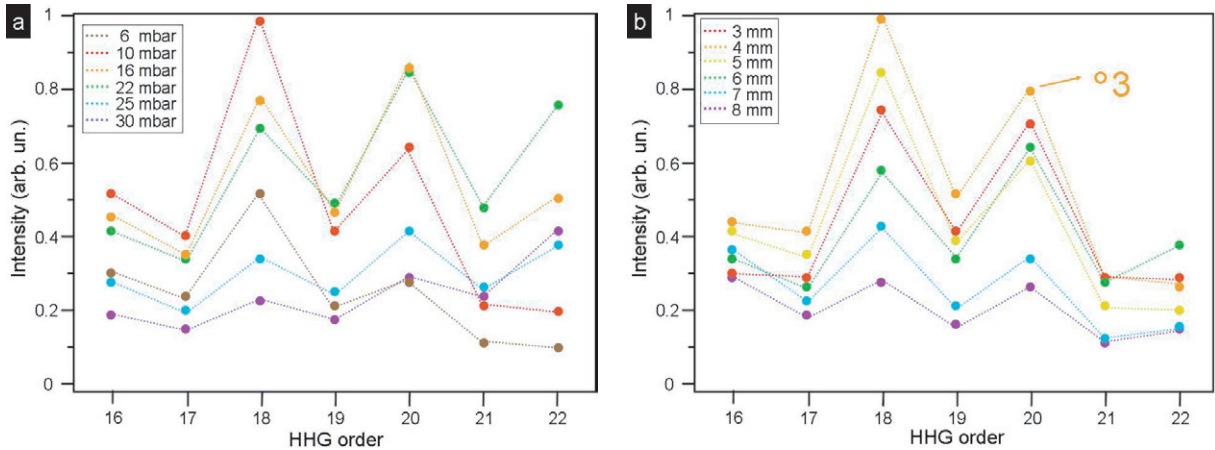 a
6 mbar
10 mbar
16 mbar
22 mbar
25 mbar
30 mbar
1
0.8
0.6
0.4
0.2
0
Intensity (arb. un.)
16 17 18 19 20 21 22
HHG order
b
3 mm
4 mm
5 mm
6 mm
7 mm
8 mm
°3
1
0.8
0.6
0.4
0.2
0
Intensity (arb. un.)
16 17 18 19 20 21 22
HHG order